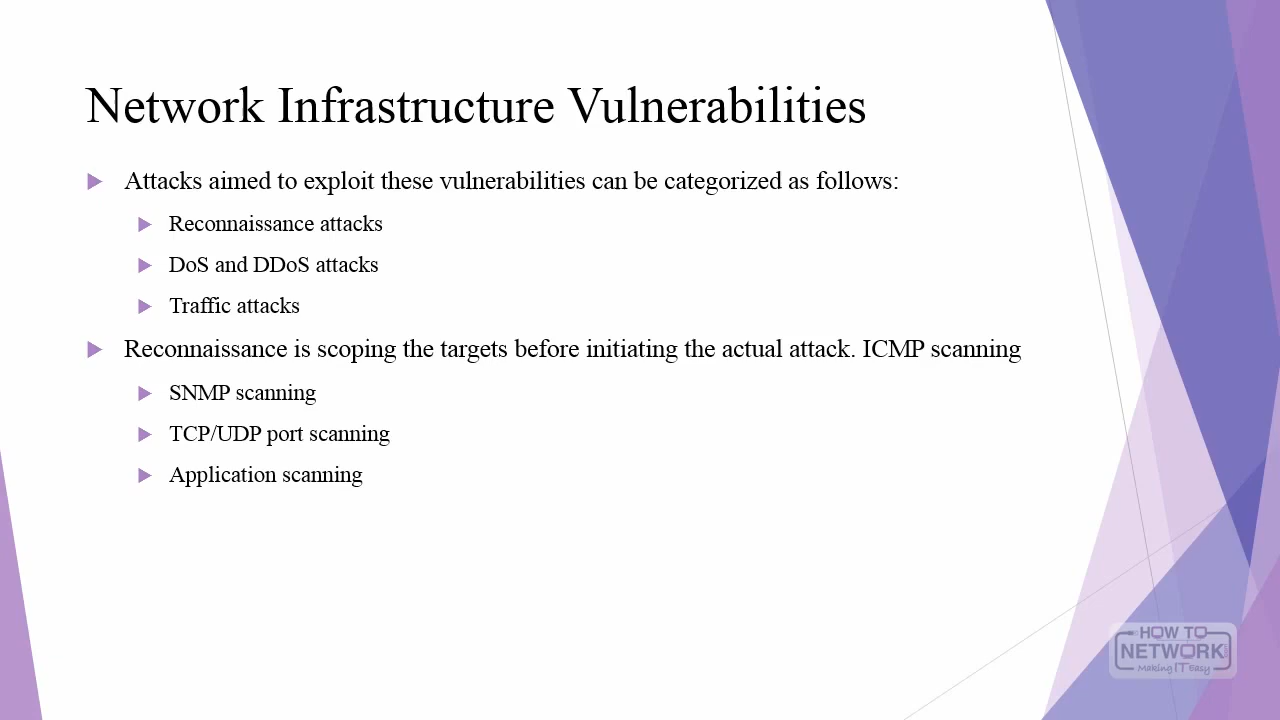 Network Infrastructure Vulnerabilities
Attacks aimed to exploit these vulnerabilities can be categorized as follows:
Reconnaissance attacks
DoS and DDoS attacks
Traffic attacks
Reconnaissance is scoping the targets before initiating the actual attack. ICMP scanning
SNMP scanning
TCP/UDP port scanning
Application scanning
HOW TO
NETWORK
Making IT Easy